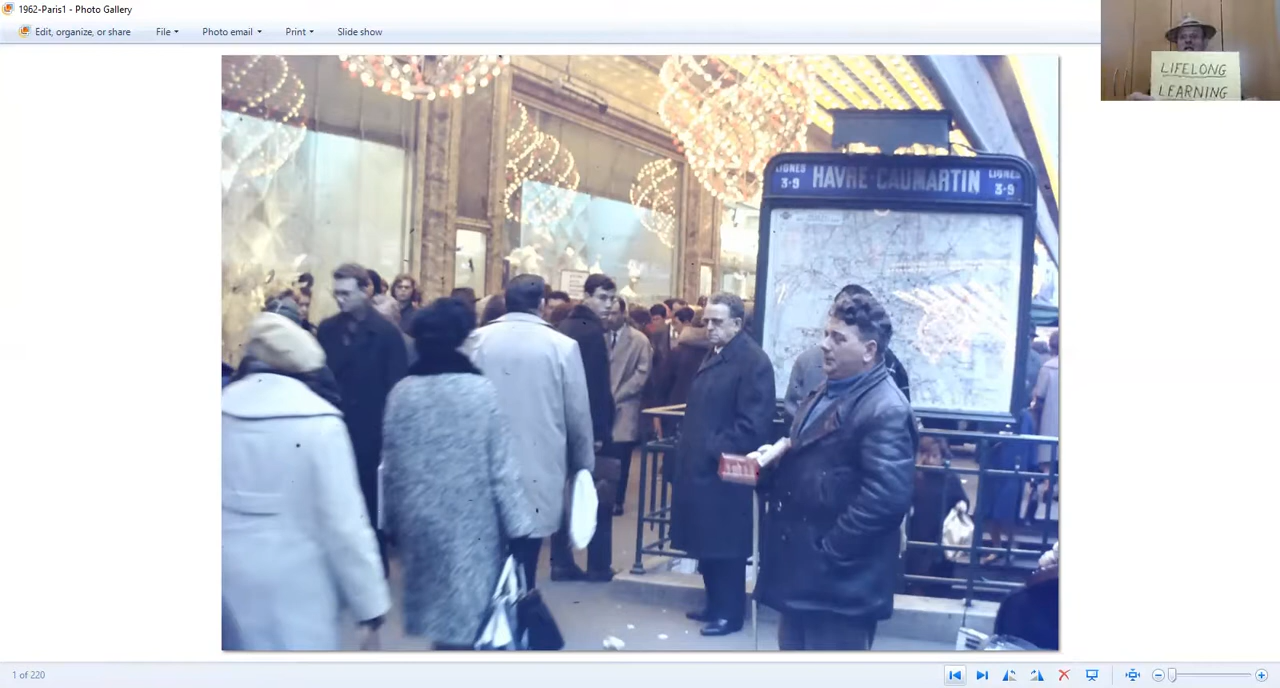 1962-Paris1 - Photo Gallery
Edit, organize, or share File Photo email Print Slide show
LIFELONG
LEARNING
LIGNES
3-9
HAVRE-CAUMARTIN
LIGNES
3-9
1 of 220